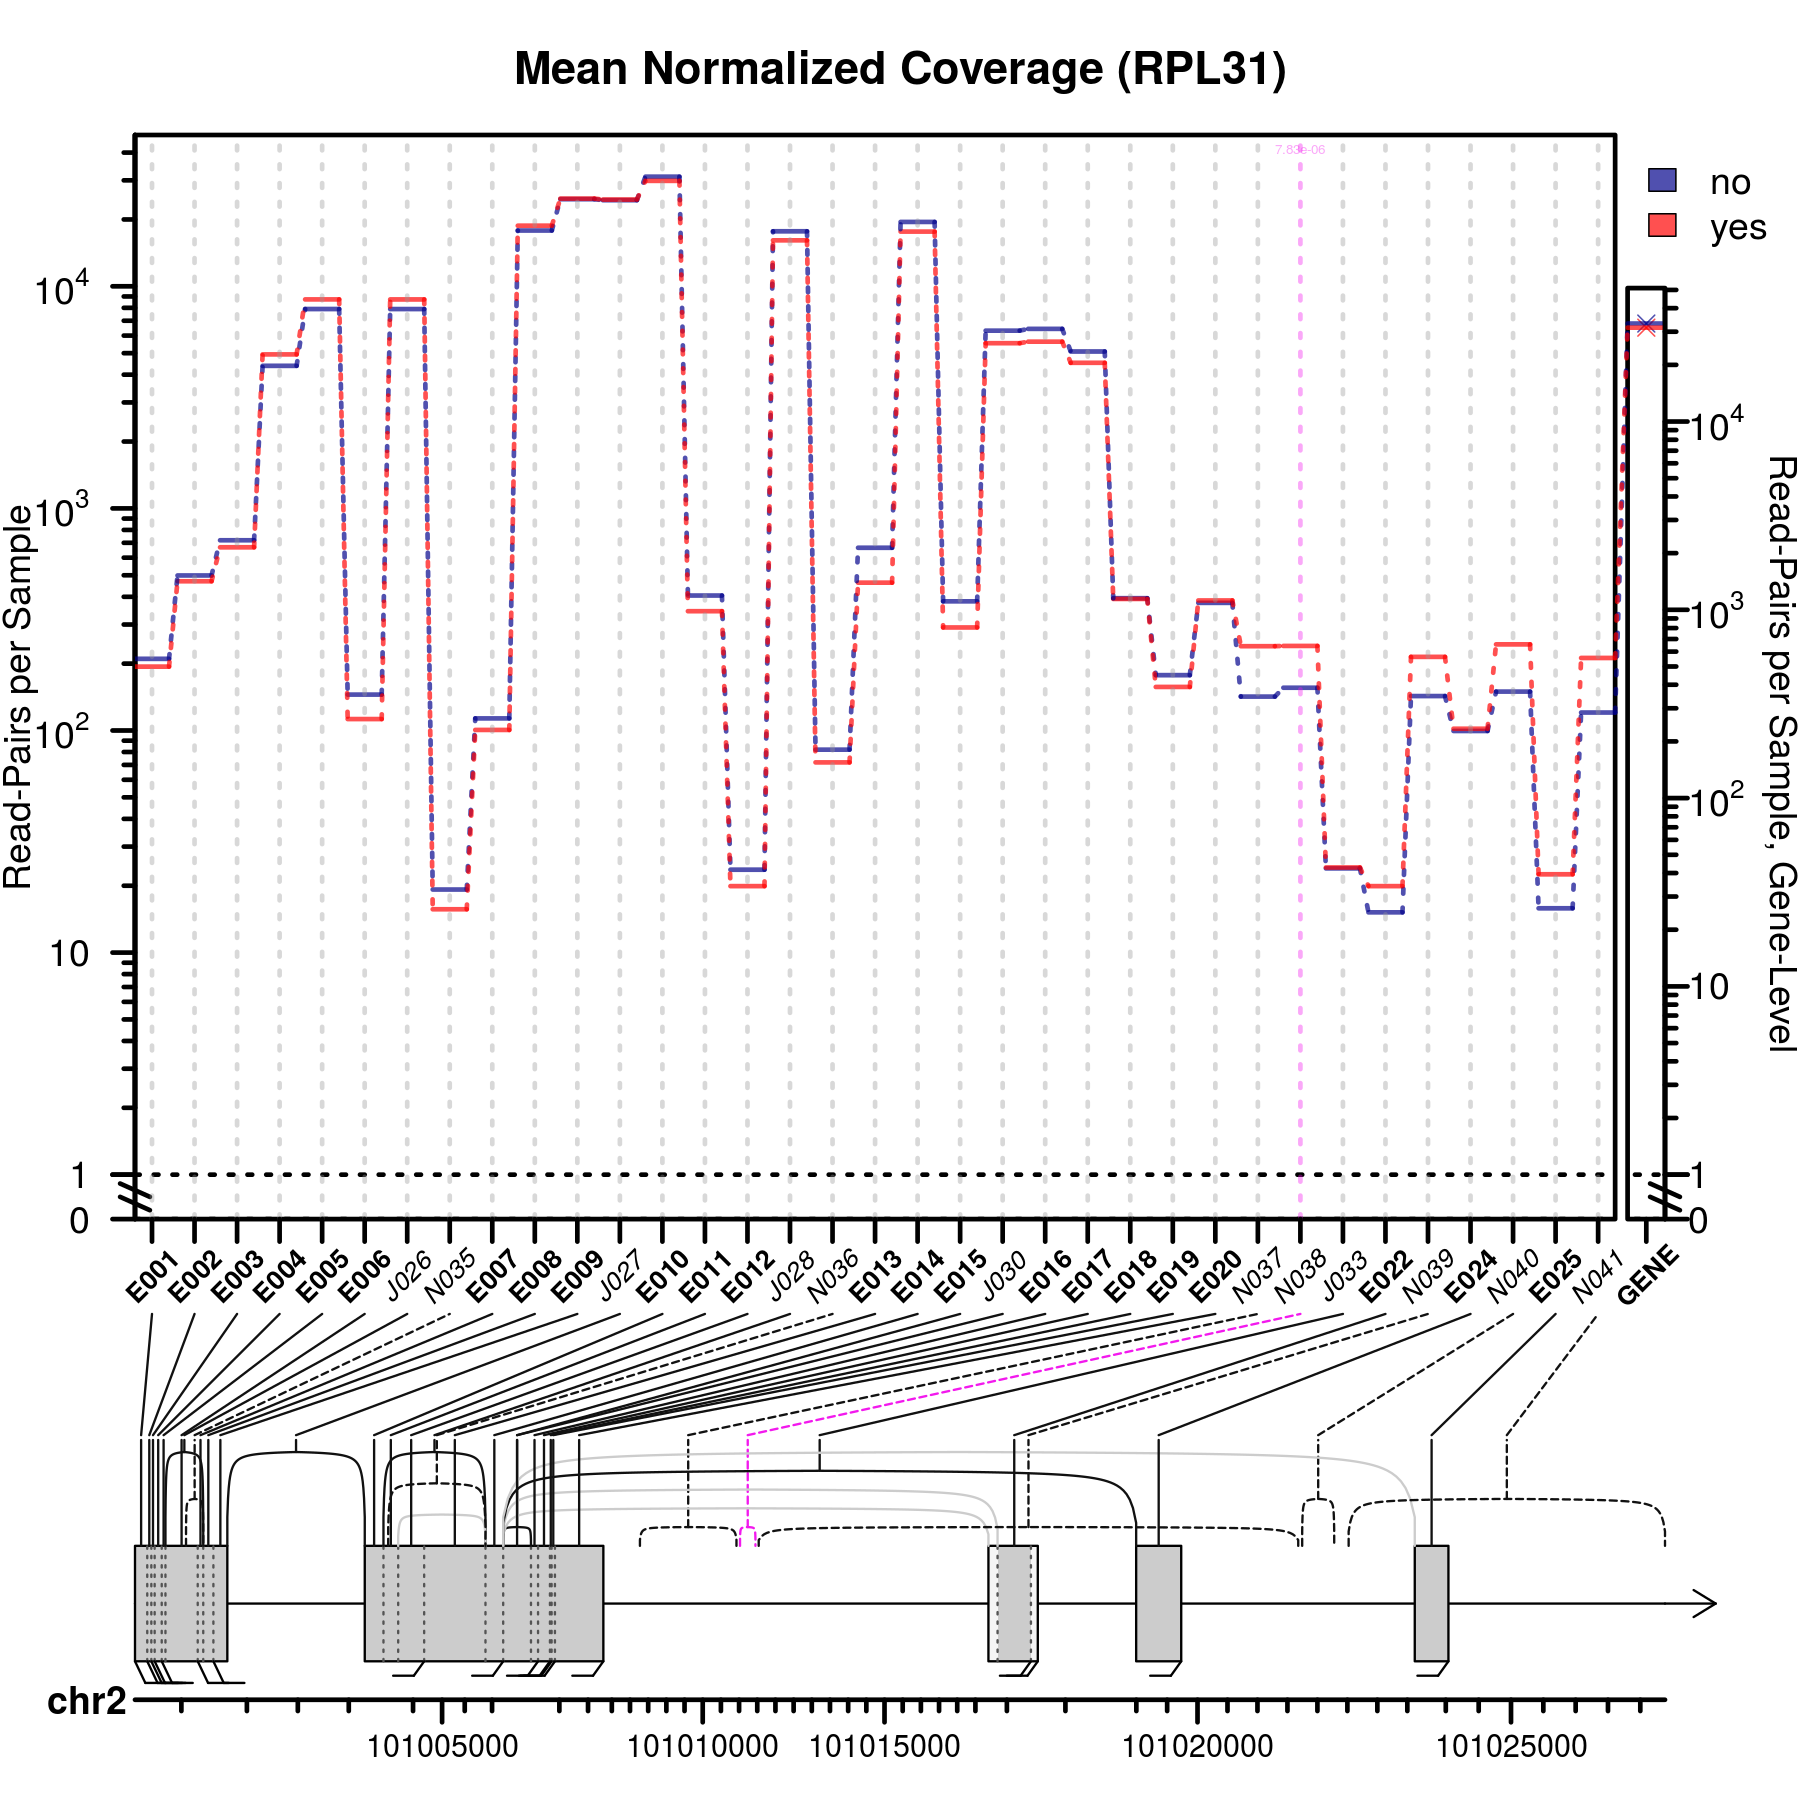 Mean Normalized Coverage (RPL31)
7.83e-06
no
yes
Read-Pairs per Sample
10^4
10^3
10^2
10
1
0
10^4
10^3
10^2
10
1
0
Read-Pairs per Sample, Gene-Level
E001 E002 E003 E004 E005 E006 J026 N035 E007 E008 E009 J027 E010 E011 E012 J028 N036 E013 E014 E015 J030 E016 E017 E018 E019 E020 N037 N038 J033 E022 N039 E024 N040 E025 N041 GENE
chr2
101005000 101010000 101015000 101020000 101025000